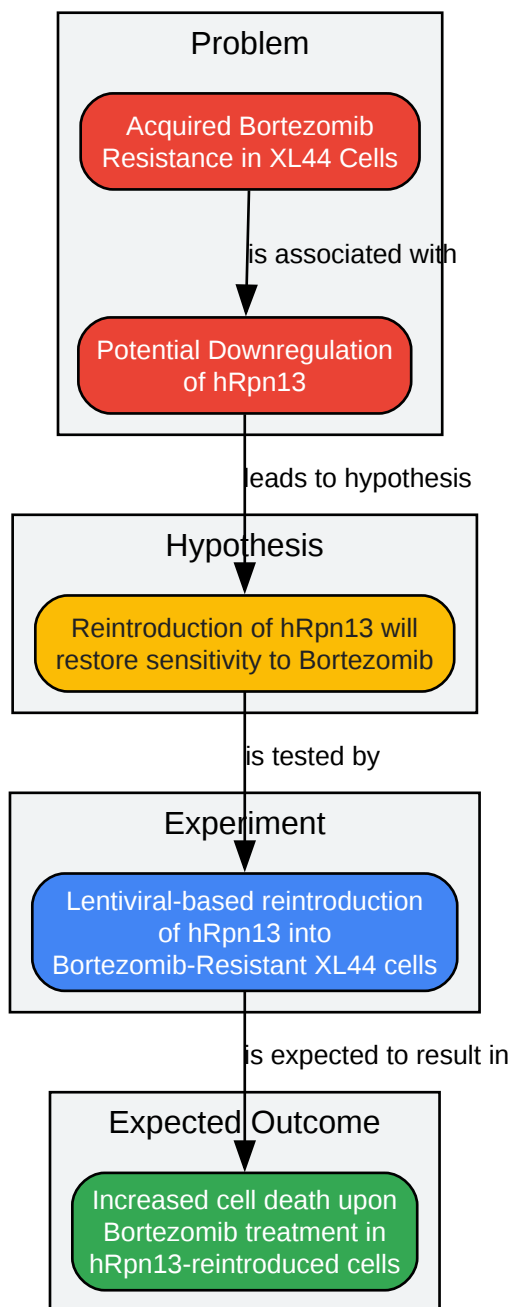 Problem
Acquired Bortezomib
Resistance in XL44 Cells
is associated with
Potential Downregulation
of hRpn13
leads to hypothesis
Hypothesis
Reintroduction of hRpn13 will
restore sensitivity to Bortezomib
is tested by
Experiment
Lentiviral-based reintroduction
of hRpn13 into
Bortezomib-Resistant XL44 cells
is expected to result in
Expected Outcome
Increased cell death upon
Bortezomib treatment in
hRpn13-reintroduced cells